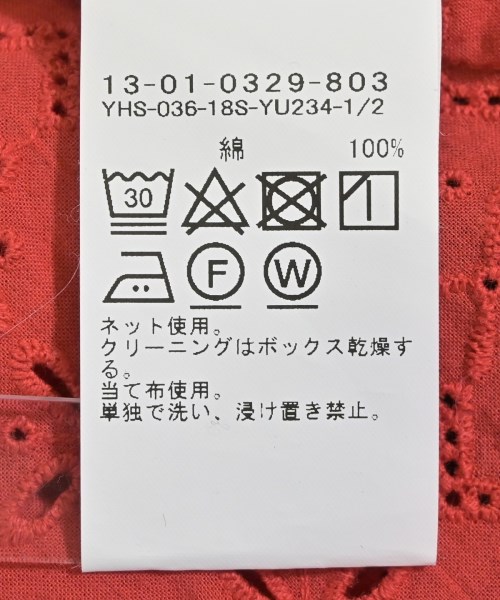 13-01-0329-803
YHS-036-18S-YU234-1/2
綿 100%
30
F W
ネット使用。
クリーニングはボックス乾燥す
る。
当て布使用。
単独で洗い、浸け置き禁止。